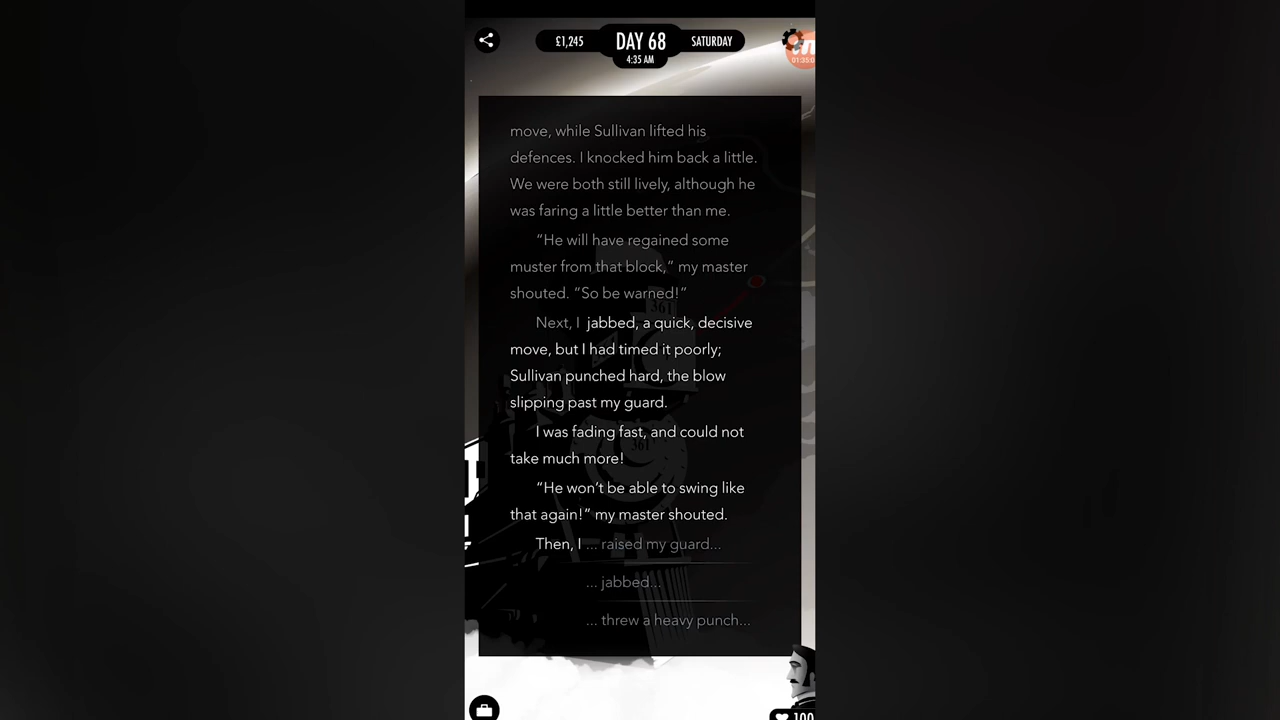 £1,245 DAY 68 SATURDAY
4:35 AM
01:35:0
move, while Sullivan lifted his
defences. I knocked him back a little.
We were both still lively, although he
was faring a little better than me.
“He will have regained some
muster from that block,” my master
shouted. “So be warned!”
361
Next, I jabbed, a quick, decisive
move, but I had timed it poorly;
Sullivan punched hard, the blow
slipping past my guard.
I was fading fast, and could not
361
take much more!
“He won’t be able to swing like
that again!” my master shouted.
Then, I ... raised my guard...
... jabbed...
... threw a heavy punch...
100